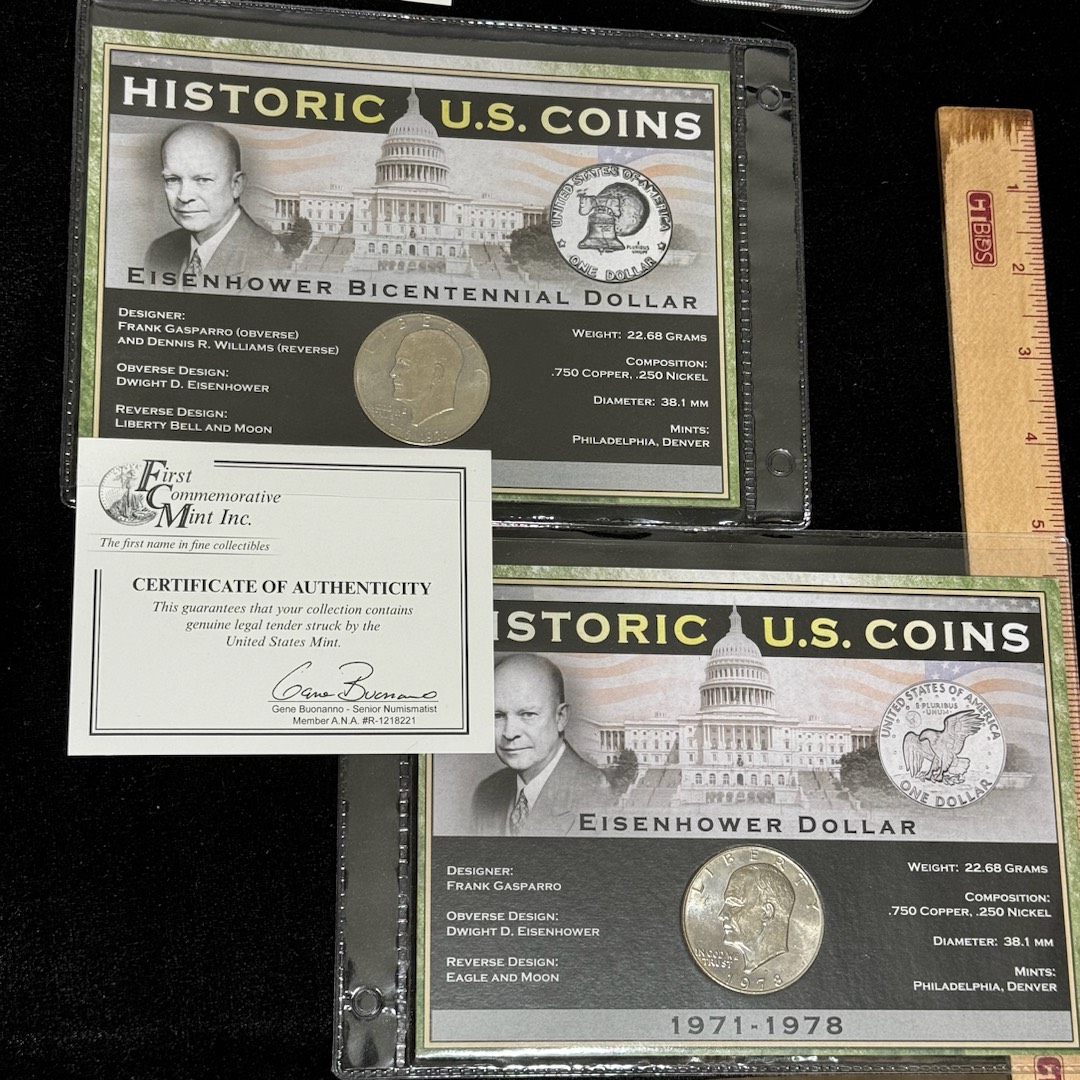 HISTORIC U.S. COINS
UNITED STATES OF AMERICA
E PLURIBUS
UNUM
ONE DOLLAR
EISENHOWER BICENTENNIAL DOLLAR
DESIGNER:
FRANK GASPARRO (OBVERSE)
AND DENNIS R. WILLIAMS (REVERSE)
OBVERSE DESIGN:
DWIGHT D. EISENHOWER
REVERSE DESIGN:
LIBERTY BELL AND MOON
WEIGHT: 22.68 GRAMS
COMPOSITION:
.750 COPPER, .250 NICKEL
DIAMETER: 38.1 MM
MINTS:
PHILADELPHIA, DENVER
First
Commemorative
Mint Inc.
The first name in fine collectibles
CERTIFICATE OF AUTHENTICITY
This guarantees that your collection contains
genuine legal tender struck by the
United States Mint.
Gene Buonanno
Gene Buonanno - Senior Numismatist
Member A.N.A. #R-1218221
ISTORIC U.S. COINS
UNITED STATES OF AMERICA
E PLURIBUS
UNUM
ONE DOLLAR
EISENHOWER DOLLAR
DESIGNER:
FRANK GASPARRO
OBVERSE DESIGN:
DWIGHT D. EISENHOWER
REVERSE DESIGN:
EAGLE AND MOON
LIBERTY
IN GOD WE
TRUST
1978
WEIGHT: 22.68 GRAMS
COMPOSITION:
.750 COPPER, .250 NICKEL
DIAMETER: 38.1 MM
MINTS:
PHILADELPHIA, DENVER
1971-1978
1
CTBIDS
2
3
4
5